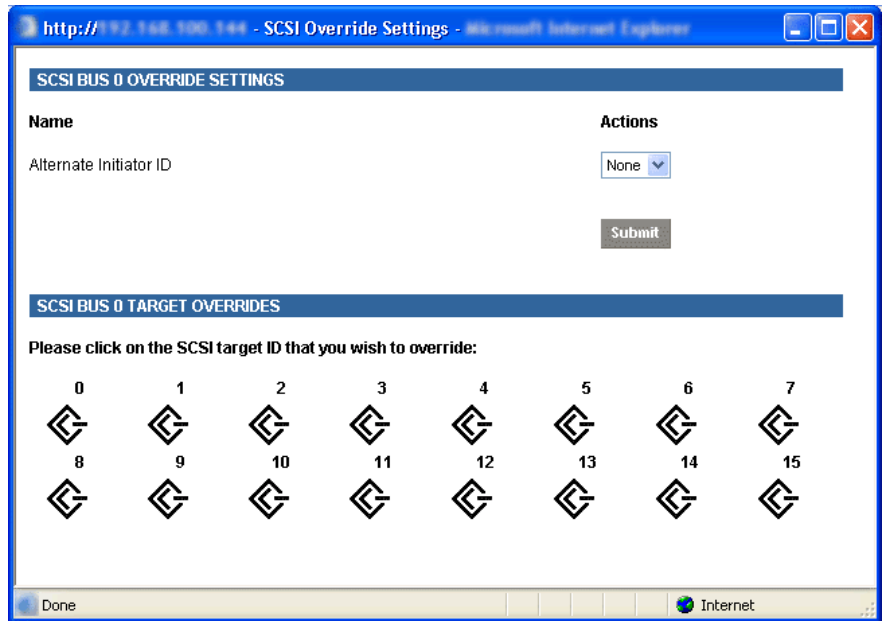 http:// - SCSI Override Settings -
SCSI BUS 0 OVERRIDE SETTINGS
Name Actions
Alternate Initiator ID None
Submit
SCSI BUS 0 TARGET OVERRIDES
Please click on the SCSI target ID that you wish to override:
0 1 2 3 4 5 6 7
8 9 10 11 12 13 14 15
Done Internet